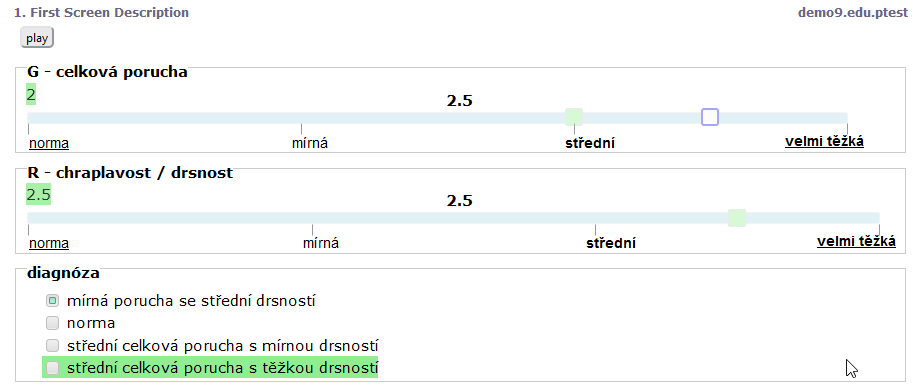 1. First Screen Description demo9.edu.ptest
play
G - celková porucha
2
2.5
norma mírná střední velmi těžká
R - chraplavost / drsnost
2.5
2.5
norma mírná střední velmi těžká
diagnóza
mírná porucha se střední drsností
norma
střední celková porucha s mírnou drsností
střední celková porucha s těžkou drsností